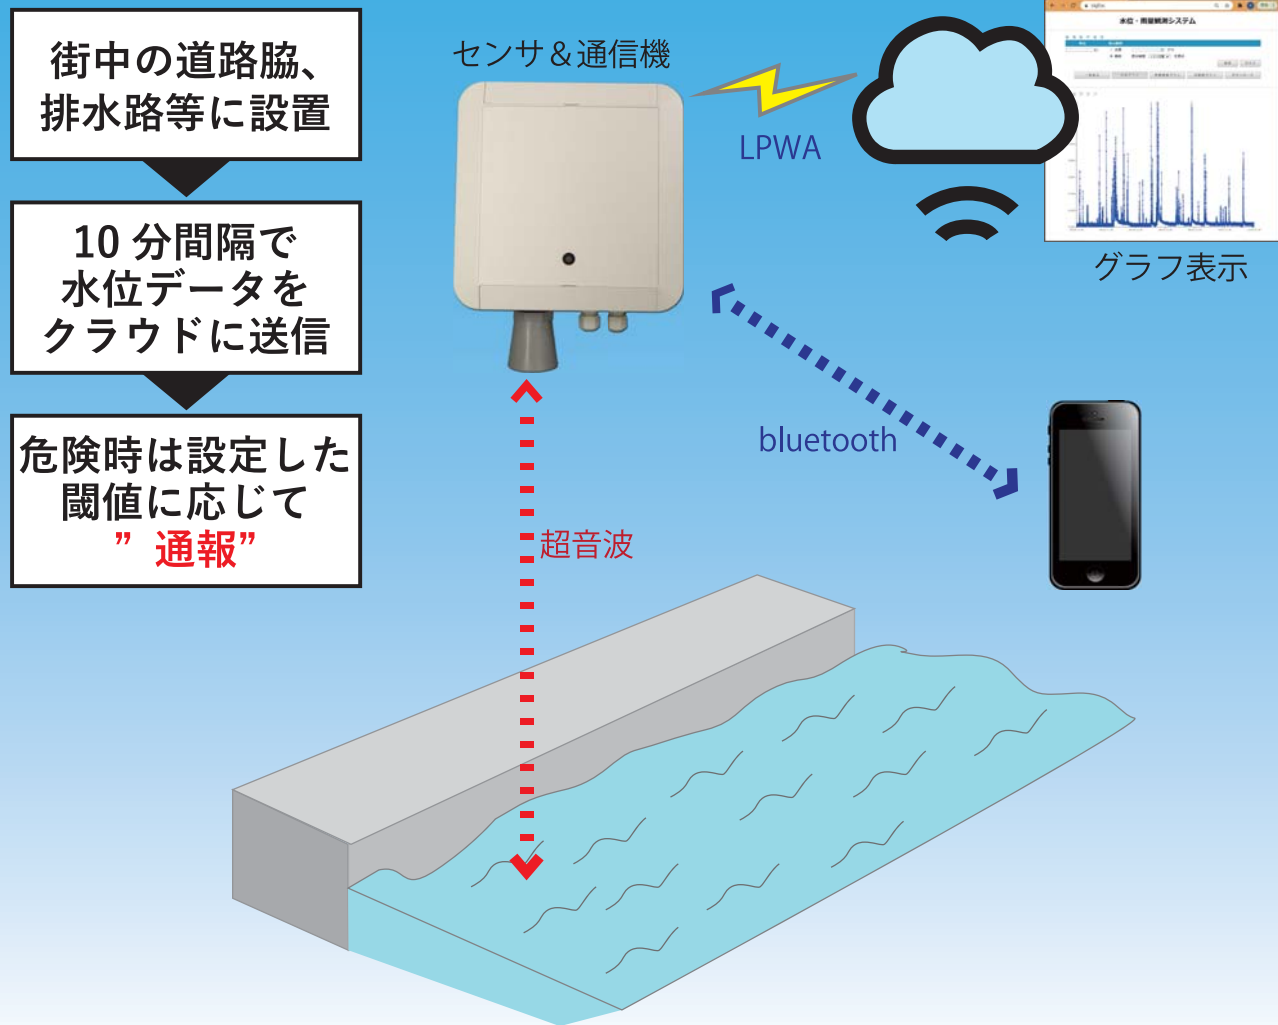 街中の道路脇、
排水路等に設置
10 分間隔で
水位データを
クラウドに送信
危険時は設定した
閾値に応じて
”通報”
センサ＆通信機
LPWA
水位・雨量観測システム
グラフ表示
bluetooth
超音波